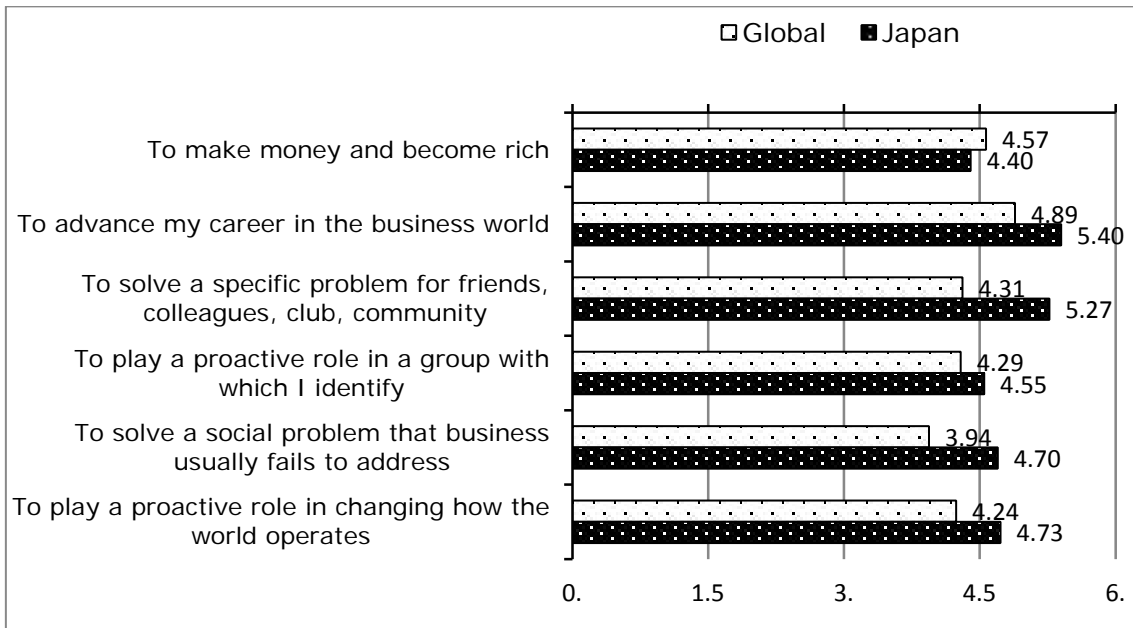 Global Japan
To make money and become rich
4.57
4.40
To advance my career in the business world
4.89
5.40
To solve a specific problem for friends,
colleagues, club, community
4.31
5.27
To play a proactive role in a group with
which I identify
4.29
4.55
To solve a social problem that business
usually fails to address
3.94
4.70
To play a proactive role in changing how the
world operates
4.24
4.73
0. 1.5 3. 4.5 6.